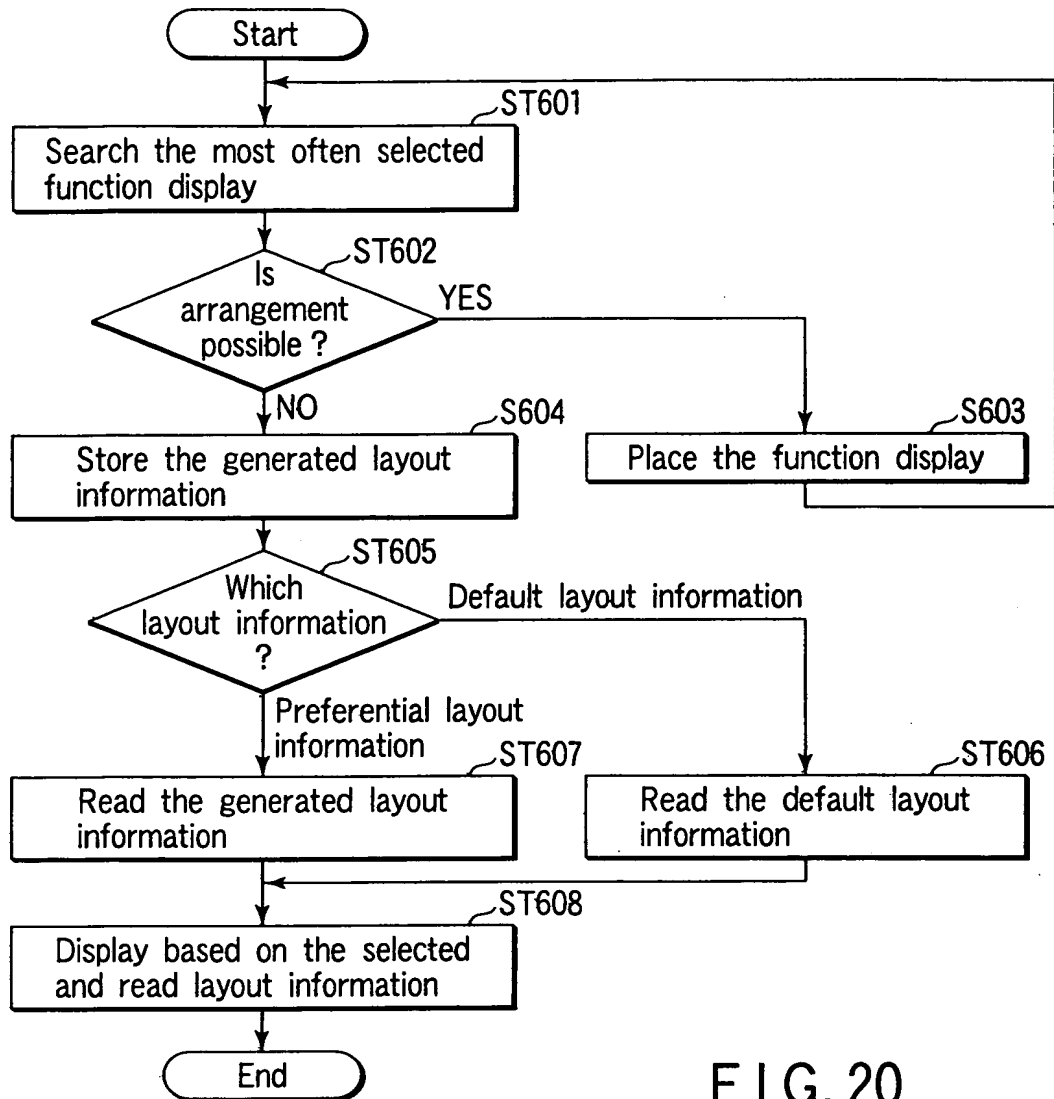 Start
ST601
Search the most often selected
function display
ST602
Is
arrangement
possible ?
YES
NO
S604
Store the generated layout
information
S603
Place the function display
ST605
Which
layout information
?
Default layout information
Preferential layout
information
ST607
Read the generated layout
information
ST606
Read the default layout
information
ST608
Display based on the selected
and read layout information
End
FIG. 20